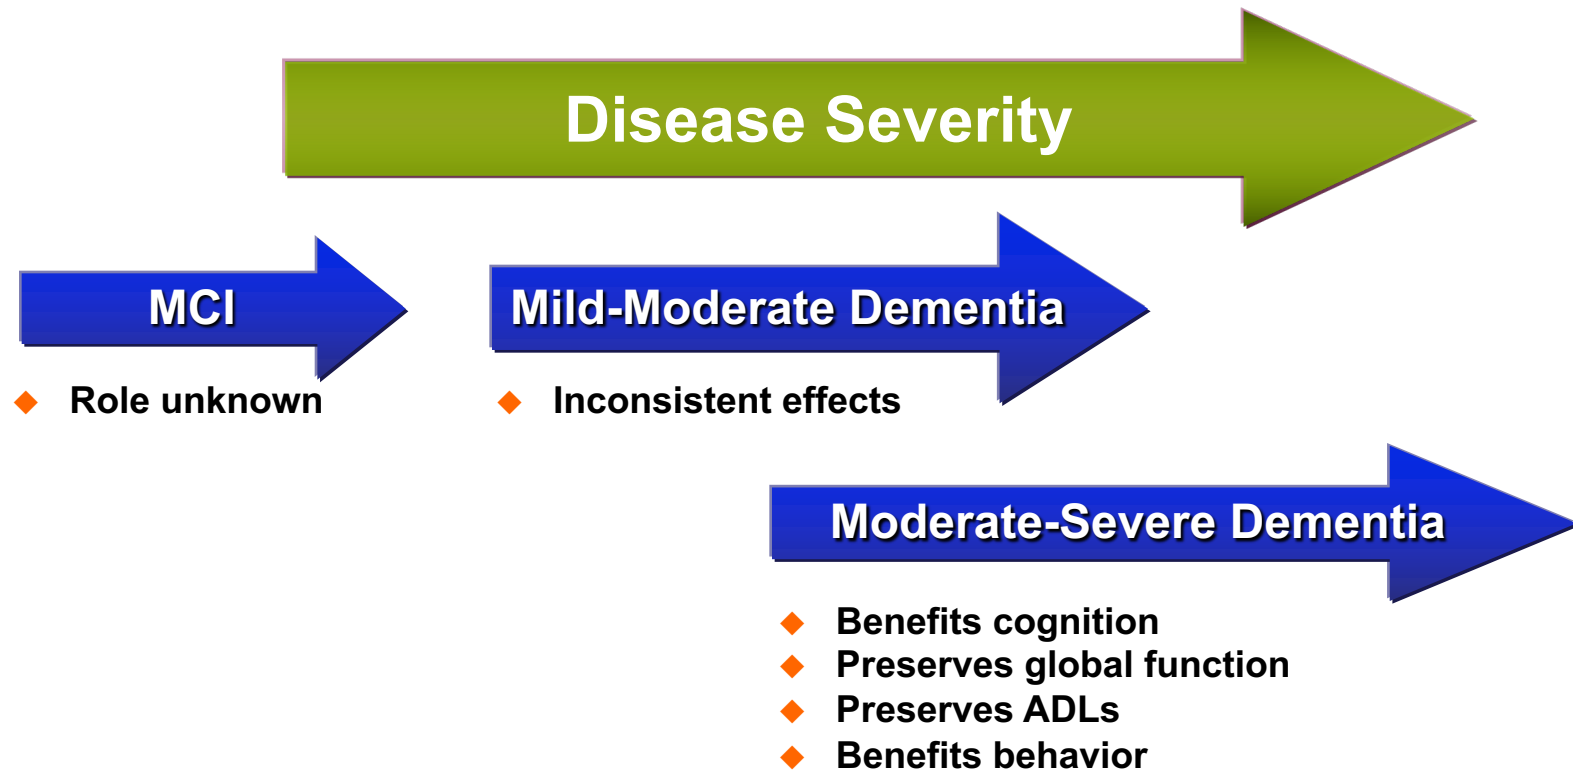 Disease Severity
MCI
Mild-Moderate Dementia
Role unknown
Inconsistent effects
Moderate-Severe Dementia
Benefits cognition
Preserves global function
Preserves ADLs
Benefits behavior